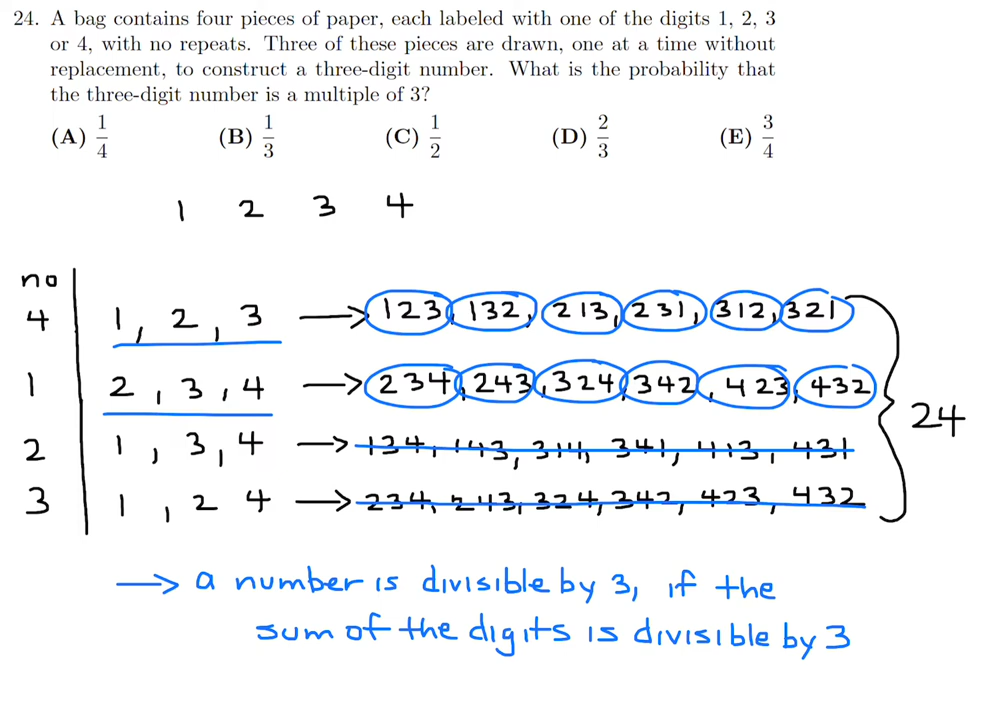 24. A bag contains four pieces of paper, each labeled with one of the digits 1, 2, 3
or 4, with no repeats. Three of these pieces are drawn, one at a time without
replacement, to construct a three-digit number. What is the probability that
the three-digit number is a multiple of 3?
(A) 1/4 (B) 1/3 (C) 1/2 (D) 2/3 (E) 3/4
1 2 3 4
no
4 1, 2, 3 → 123, 132, 213, 231, 312, 321
1 2, 3, 4 → 234, 243, 324, 342, 423, 432
24
2 1, 3, 4 → 134, 143, 314, 341, 413, 431
3 1, 2 4 → 234, 243, 324, 342, 423, 432
→ a number is divisible by 3, if the
sum of the digits is divisible by 3